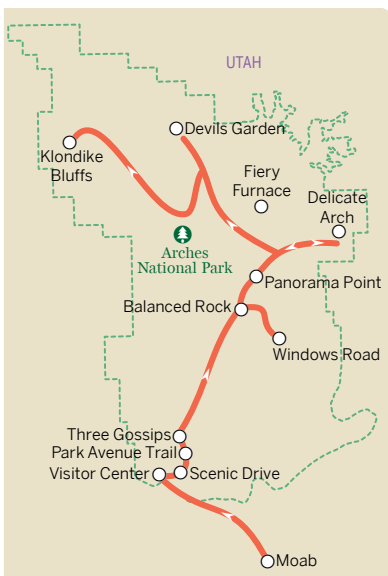 UTAH
Devils Garden
Klondike
Bluffs
Fiery
Furnace
Delicate
Arch
Arches
National Park
Panorama Point
Balanced Rock
Windows Road
Three Gossips
Park Avenue Trail
Visitor Center
Scenic Drive
Moab